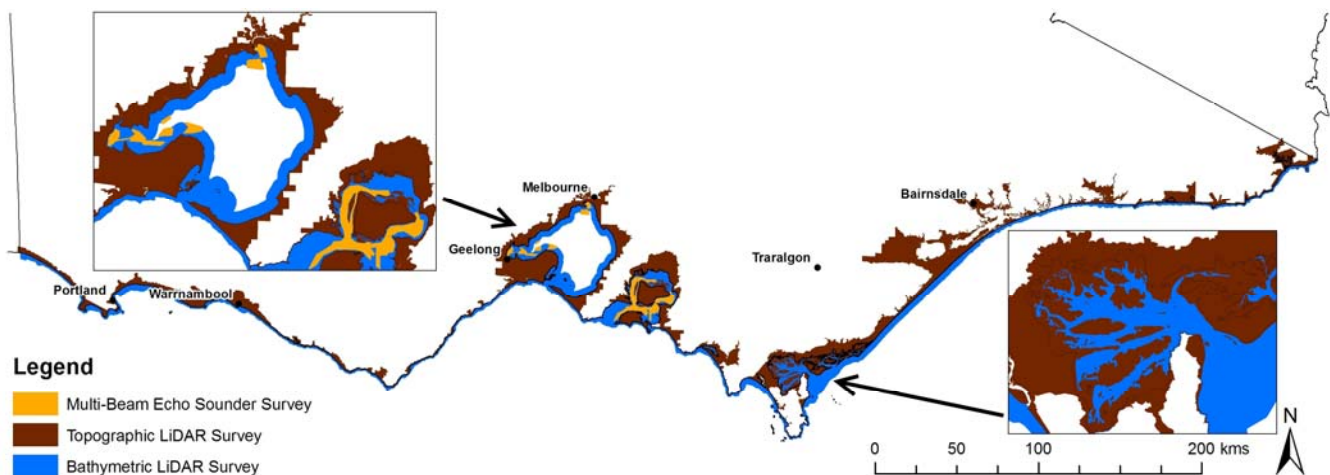 Melbourne
Bairnsdale
Geelong
Traralgon
Portland
Warrnambool
Legend
Multi-Beam Echo Sounder Survey
Topographic LiDAR Survey
Bathymetric LiDAR Survey
N
0 50 100 200 kms